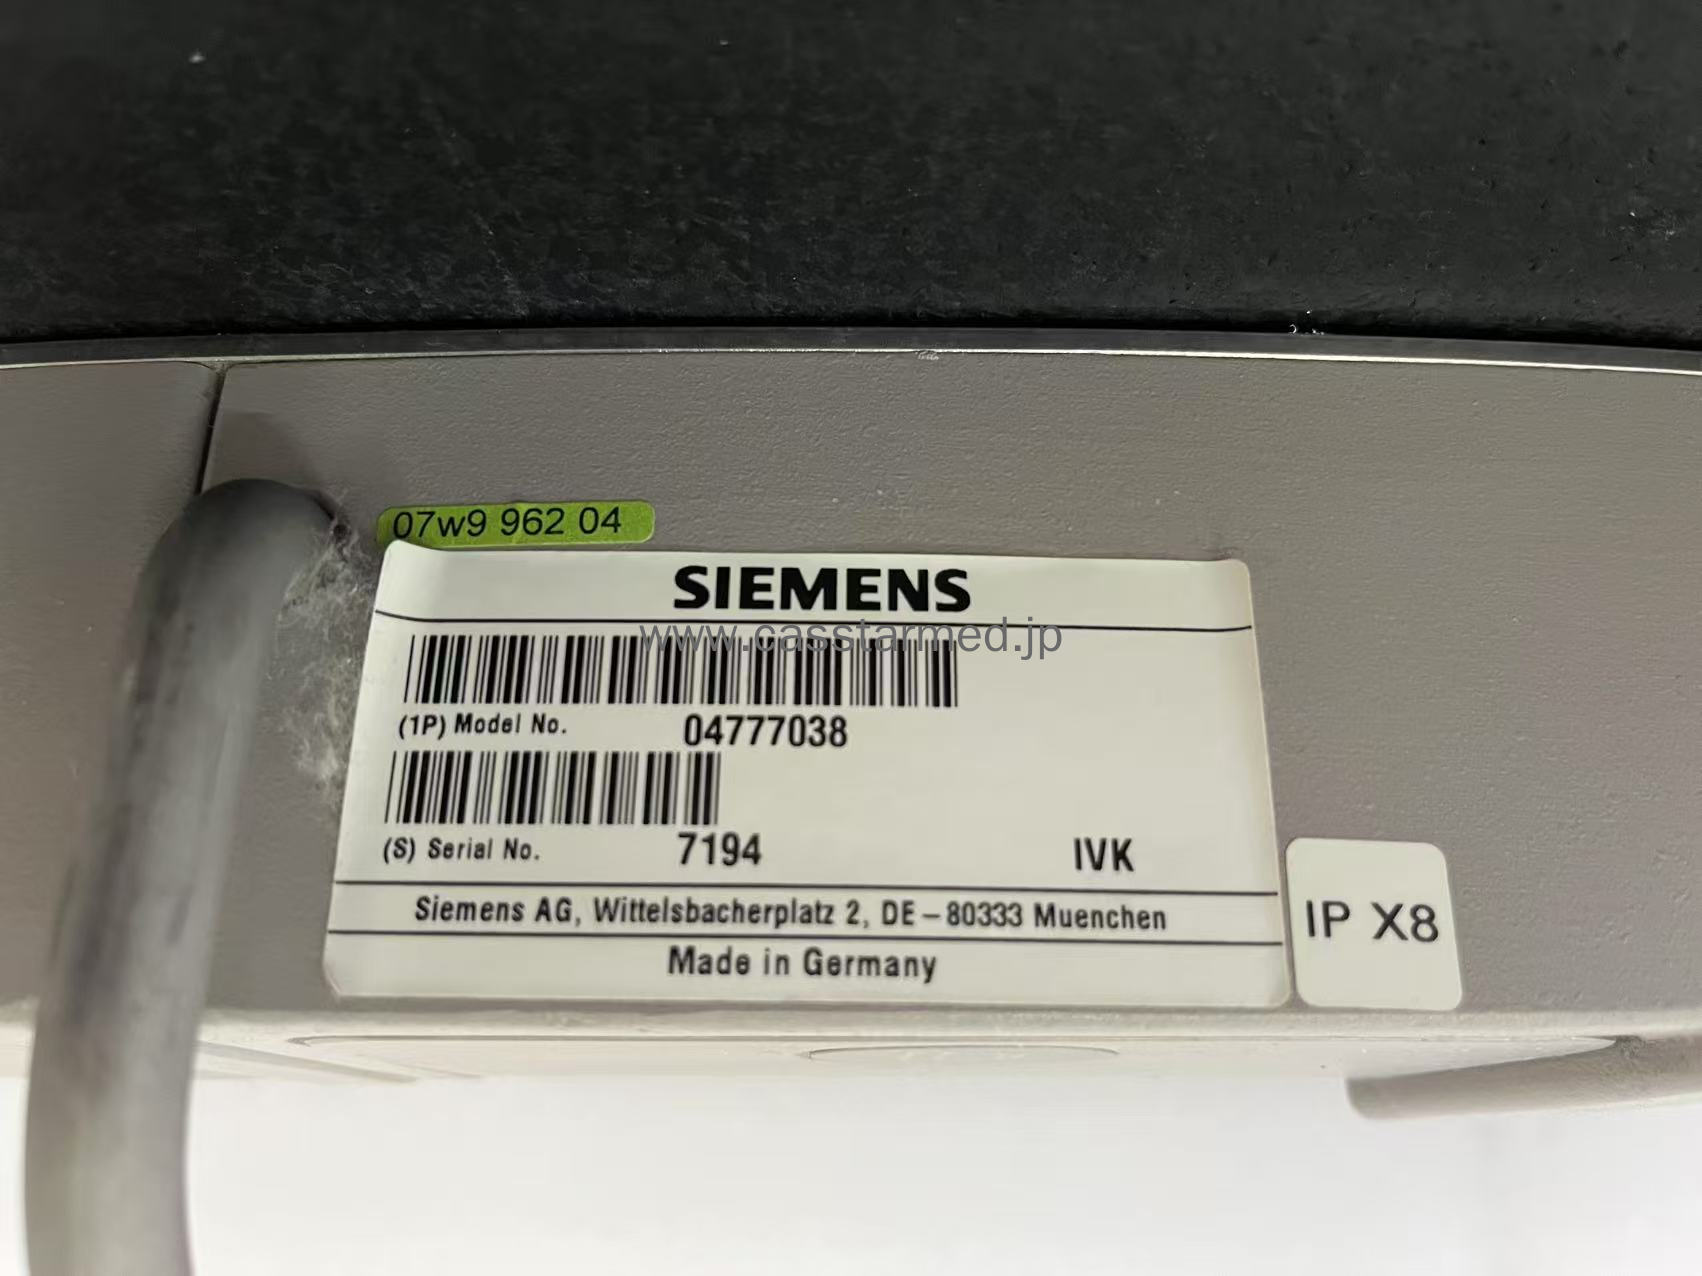 07w9 962 04
SIEMENS
www.casstarmed.jp
(1P) Model No. 04777038
(S) Serial No. 7194 IVK
Siemens AG, Wittelsbacherplatz 2, DE-80333 Muenchen
Made in Germany
IP X8